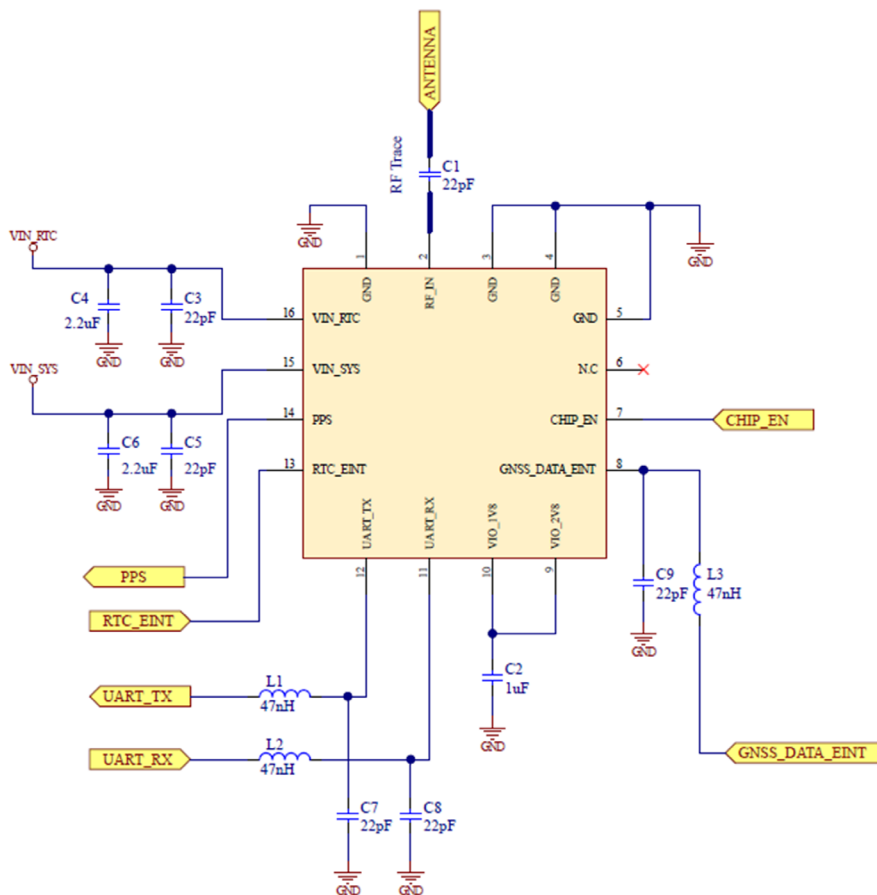 ANTENNA
RF Trace
C1
22pF
GND
VIN_RTC
C4
2.2uF
GND
C3
22pF
GND
VIN_SYS
C6
2.2uF
GND
C5
22pF
GND
1
GND
2
RF_IN
3
GND
4
GND
GND
16
VIN_RTC
GND
5
15
VIN_SYS
N.C
6
14
PPS
CHIP_EN
7
CHIP_EN
13
RTC_EINT
GNSS_DATA_EINT
8
UART_TX
12
UART_RX
11
VIO_1V8
10
VIO_2V8
9
C9
22pF
GND
L3
47nH
PPS
RTC_EINT
C2
1uF
GND
UART_TX
L1
47nH
UART_RX
L2
47nH
GNSS_DATA_EINT
C7
22pF
GND
C8
22pF
GND